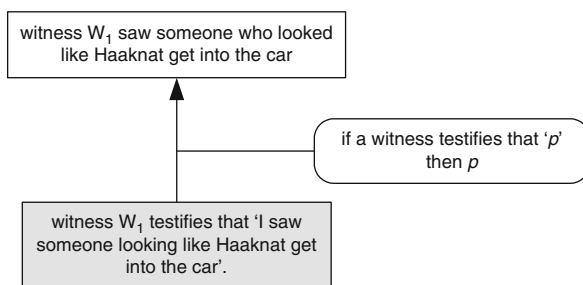 witness W₁ saw someone who looked
like Haaknat get into the car
if a witness testifies that ‘p’
then p
witness W₁ testifies that ‘I saw
someone looking like Haaknat get
into the car’.